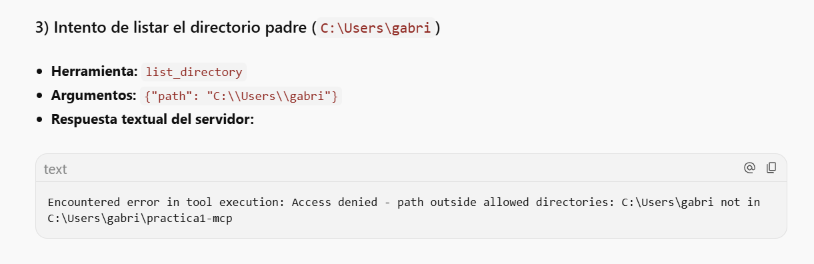 3) Intento de listar el directorio padre ( C:\Users\gabri )
• Herramienta: list_directory
• Argumentos: {"path": "C:\\Users\\gabri"}
• Respuesta textual del servidor:
text
Encountered error in tool execution: Access denied - path outside allowed directories: C:\Users\gabri not in
C:\Users\gabri\practica1-mcp